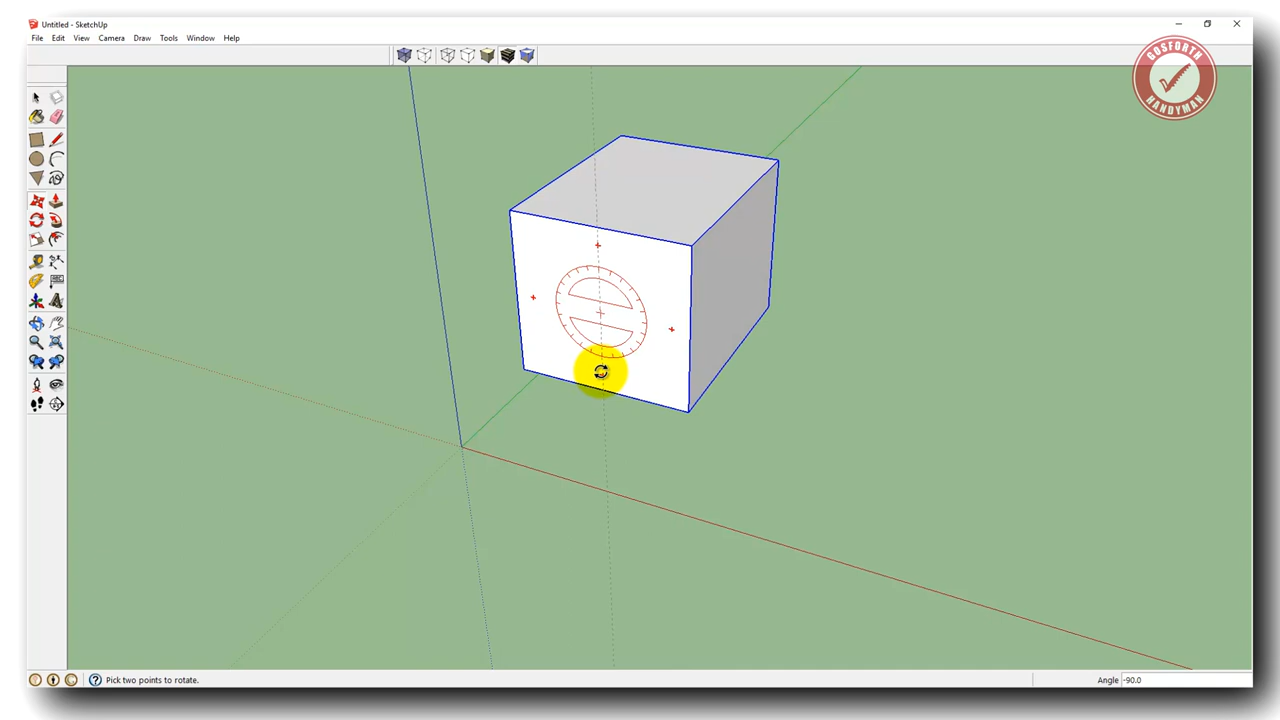 Untitled - SketchUp
File Edit View Camera Draw Tools Window Help
GOSFORTH
HANDYMAN
Pick two points to rotate.
Angle -90.0